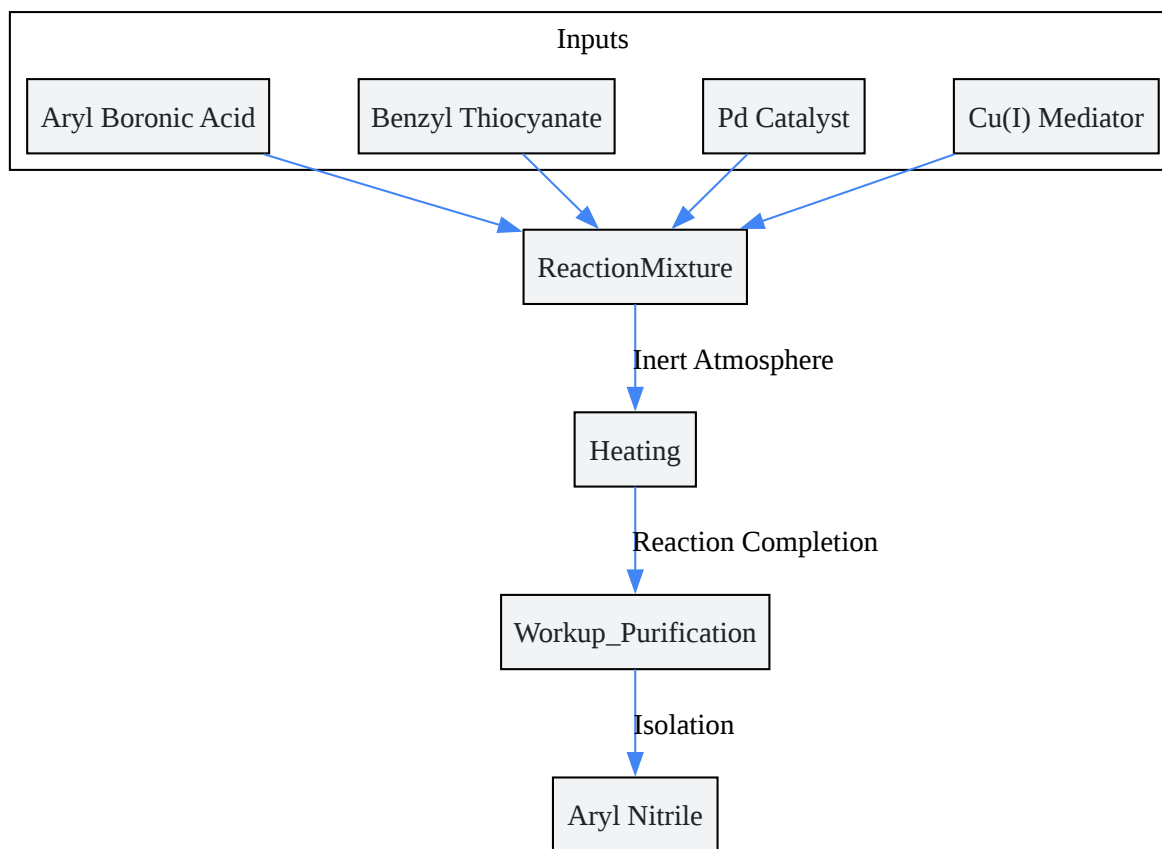 Inputs
Aryl Boronic Acid
Benzyl Thiocyanate
Pd Catalyst
Cu(I) Mediator
ReactionMixture
Inert Atmosphere
Heating
Reaction Completion
Workup_Purification
Isolation
Aryl Nitrile